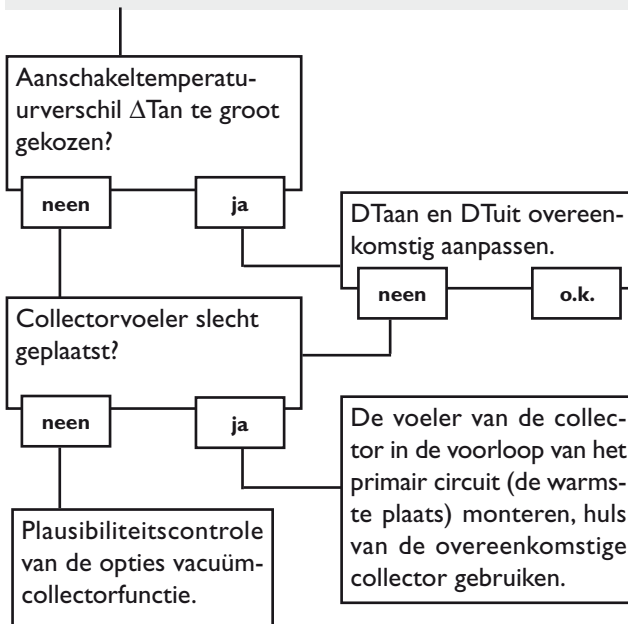 Aanschakeltemperatu-
urverschil ΔTan te groot
gekozen?
neen
ja
DTaan en DTuit overeen-
komstig aanpassen.
neen
o.k.
Collectorvoeler slecht
geplaatst?
neen
ja
De voeler van de collec-
tor in de voorloop van het
primair circuit (de warms-
te plaats) monteren, huls
van de overeenkomstige
collector gebruiken.
Plausibiliteitscontrole
van de opties vacuüm-
collectorfunctie.